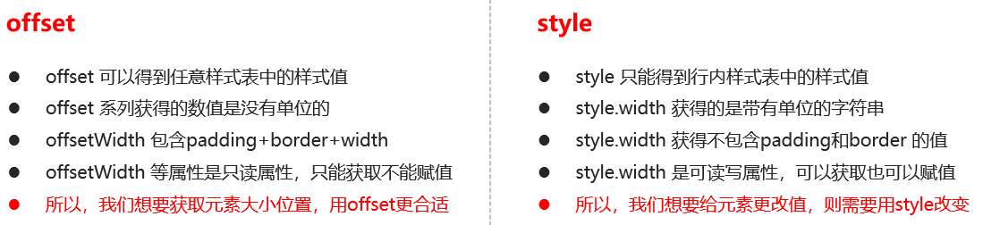 offset
● offset 可以得到任意样式表中的样式值
● offset 系列获得的数值是没有单位的
● offsetWidth 包含padding+border+width
● offsetWidth 等属性是只读属性，只能获取不能赋值
● 所以，我们想要获取元素大小位置，用offset更合适
style
● style 只能得到行内样式表中的样式值
● style.width 获得的是带有单位的字符串
● style.width 获得不包含padding和border 的值
● style.width 是可读写属性，可以获取也可以赋值
● 所以，我们想要给元素更改值，则需要用style改变